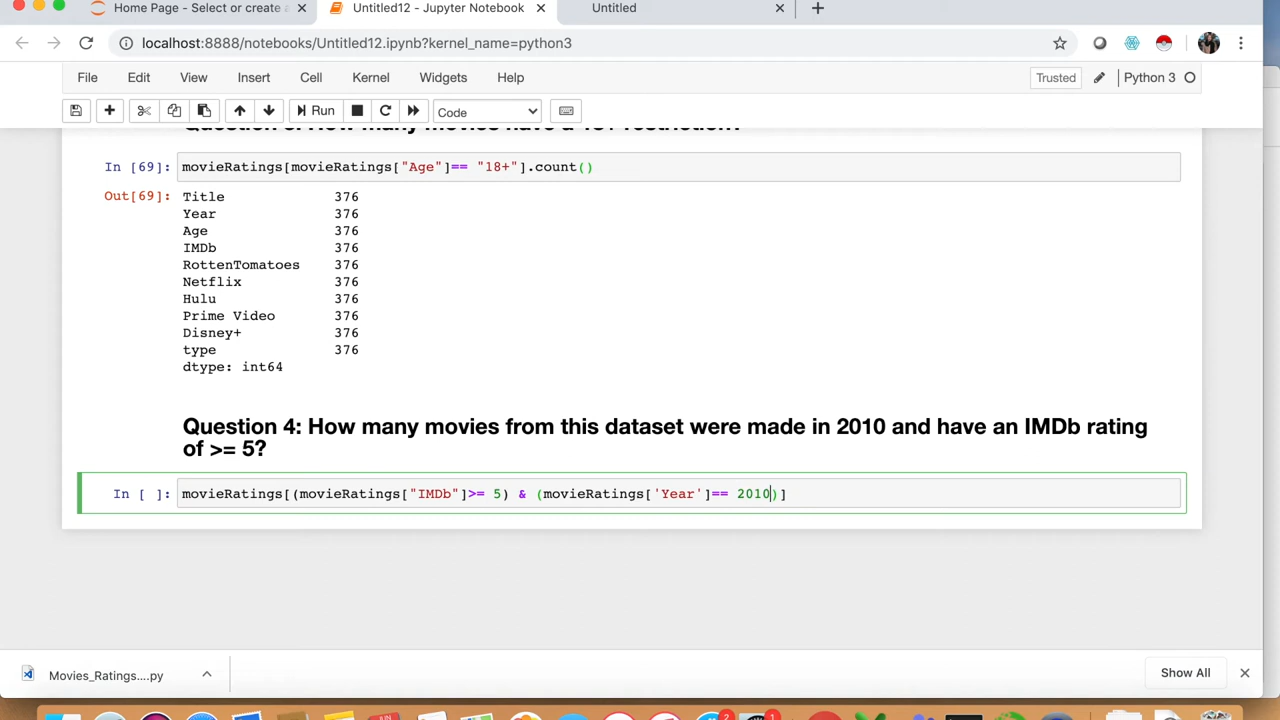 Home Page - Select or create a
Untitled12 - Jupyter Notebook
Untitled
localhost:8888/notebooks/Untitled12.ipynb?kernel_name=python3
File Edit View Insert Cell Kernel Widgets Help
Trusted
Python 3
Run
Code
In [69]: movieRatings[movieRatings["Age"]== "18+"].count()
Out[69]: Title 376
Year 376
Age 376
IMDb 376
RottenTomatoes 376
Netflix 376
Hulu 376
Prime Video 376
Disney+ 376
type 376
dtype: int64
Question 4: How many movies from this dataset were made in 2010 and have an IMDb rating
of >= 5?
In [ ]: movieRatings[(movieRatings["IMDb"]>= 5) & (movieRatings['Year']== 2010)]
Movies_Ratings....py
Show All
2
1